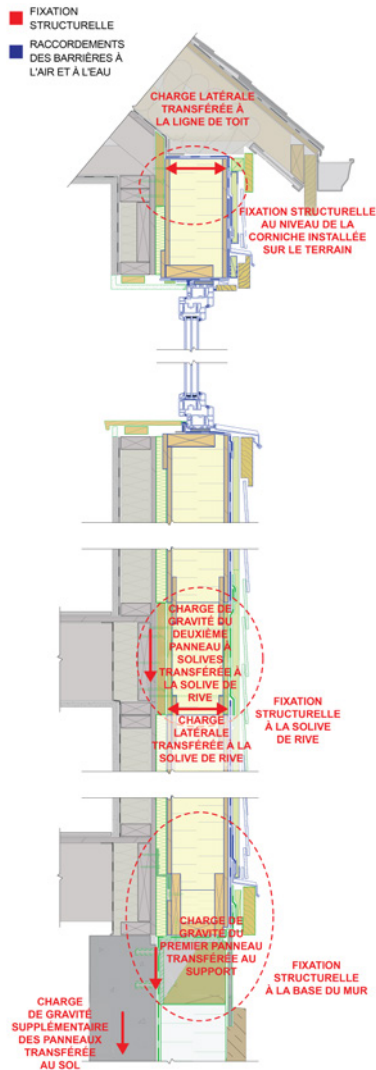 FIXATION
STRUCTURELLE
RACCORDEMENTS
DES BARRIÈRES À
L'AIR ET À L'EAU
CHARGE LATÉRALE
TRANSFÉRÉE À
LA LIGNE DE TOIT
FIXATION STRUCTURELLE
AU NIVEAU DE LA
CORNICHE INSTALLÉE
SUR LE TERRAIN
CHARGE DE
GRAVITÉ DU
DEUXIÈME
PANNEAU À
SOLIVES
TRANSFÉRÉE À
LA SOLIVE DE
RIVE
CHARGE
LATÉRALE
TRANSFÉRÉE À LA
SOLIVE DE RIVE
FIXATION
STRUCTURELLE
À LA SOLIVE
DE RIVE
CHARGE DE
GRAVITÉ DU
PREMIER PANNEAU
TRANSFÉRÉE AU
SUPPORT
FIXATION
STRUCTURELLE
À LA BASE DU MUR
CHARGE
DE GRAVITÉ
SUPPLÉMENTAIRE
DES PANNEAUX
TRANSFÉRÉE
AU SOL